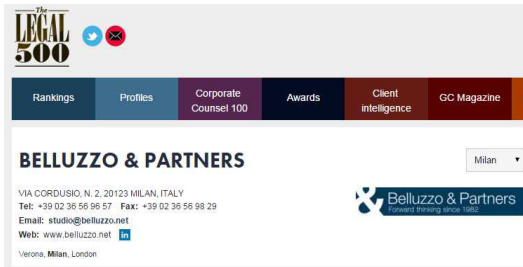 The
LEGAL
500
Rankings
Profiles
Corporate
Counsel 100
Awards
Client
intelligence
GC Magazine
BELLUZZO & PARTNERS
Milan
VIA CORDUSIO, N. 2, 20123 MILAN, ITALY
Tel: +39 02 36 56 96 57 Fax: +39 02 36 56 98 29
Email: studio@belluzzo.net
Web: www.belluzzo.net in
Verona, Milan, London
& Belluzzo & Partners
Forward thinking since 1982